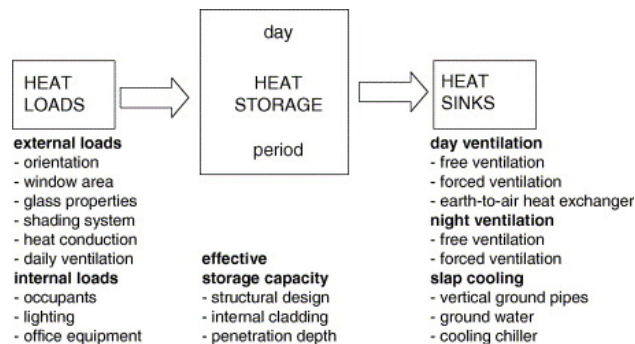 HEAT
LOADS
external loads
- orientation
- window area
- glass properties
- shading system
- heat conduction
- daily ventilation
internal loads
- occupants
- lighting
- office equipment
day
HEAT
STORAGE
period
effective
storage capacity
- structural design
- internal cladding
- penetration depth
HEAT
SINKS
day ventilation
- free ventilation
- forced ventilation
- earth-to-air heat exchanger
night ventilation
- free ventilation
- forced ventilation
slap cooling
- vertical ground pipes
- ground water
- cooling chiller